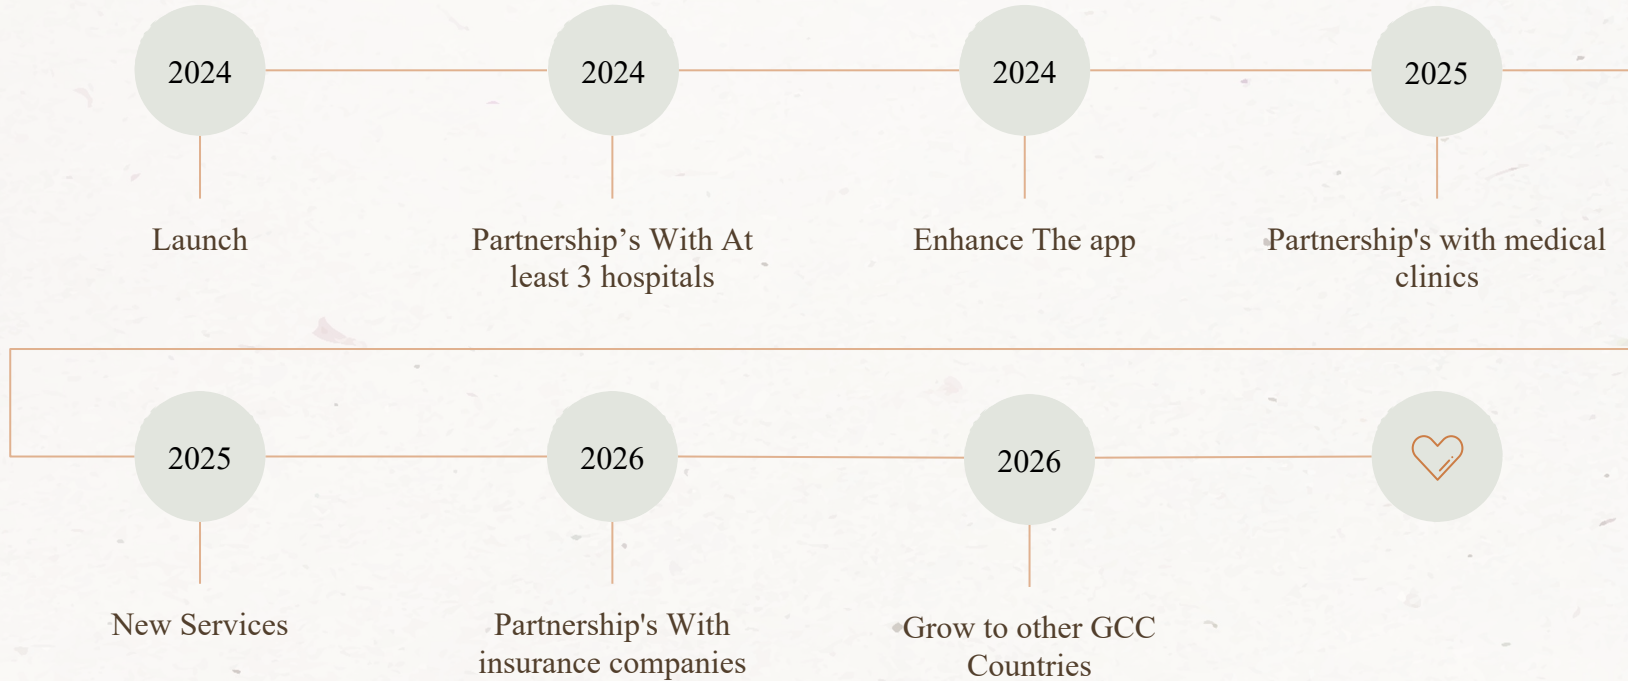 2024
2024
2024
2025
Launch
Partnership’s With At
least 3 hospitals
Enhance The app
Partnership's with medical
clinics
2025
2026
2026
New Services
Partnership's With
insurance companies
Grow to other GCC
Countries